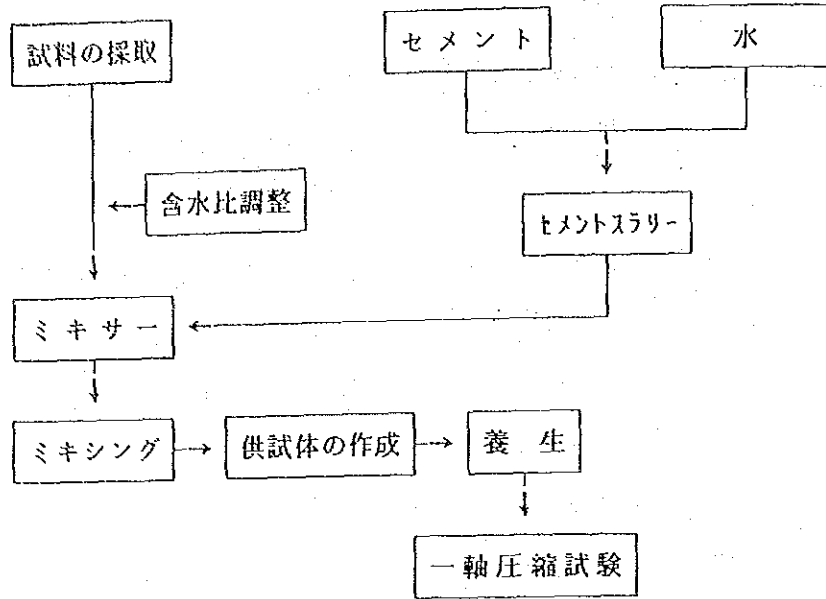 試料の採取
セメント
水
含水比調整
セメントスラリー
ミキサー
ミキシング
供試体の作成
養生
一軸圧縮試験